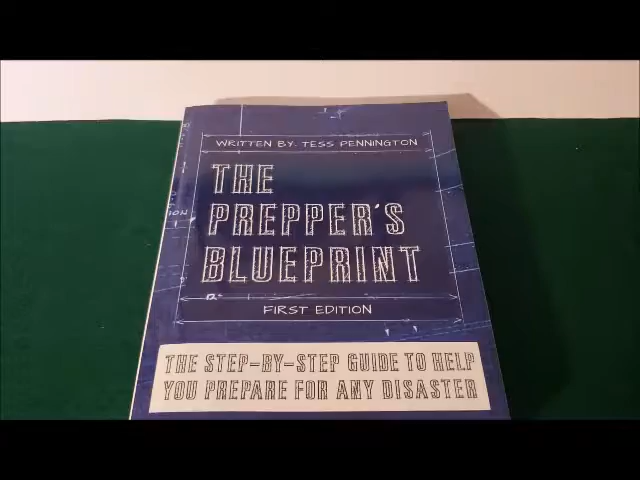 WRITTEN BY: TESS PENNINGTON
THE
PREPPER'S
BLUEPRINT
FIRST EDITION
THE STEP-BY-STEP GUIDE TO HELP
YOU PREPARE FOR ANY DISASTER